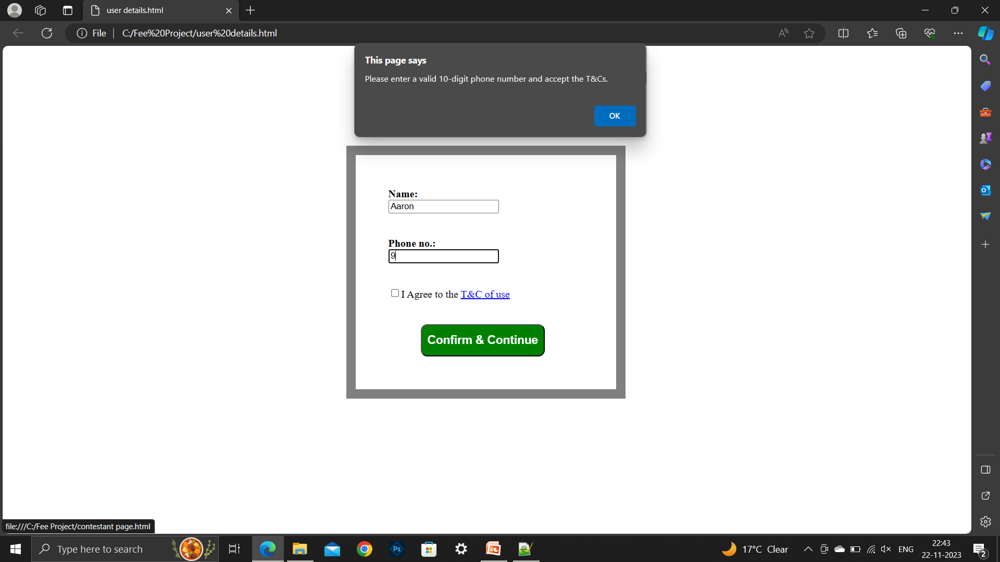 user details.html
File
C:/Fee%20Project/user%20details.html
This page says
Please enter a valid 10-digit phone number and accept the T&Cs.
OK
Name:
Aaron
Phone no.:
9
I Agree to the T&C of use
Confirm & Continue
file:///C:/Fee Project/contestant page.html
Type here to search
Ps
17°C Clear
ENG
22:43
22-11-2023
2